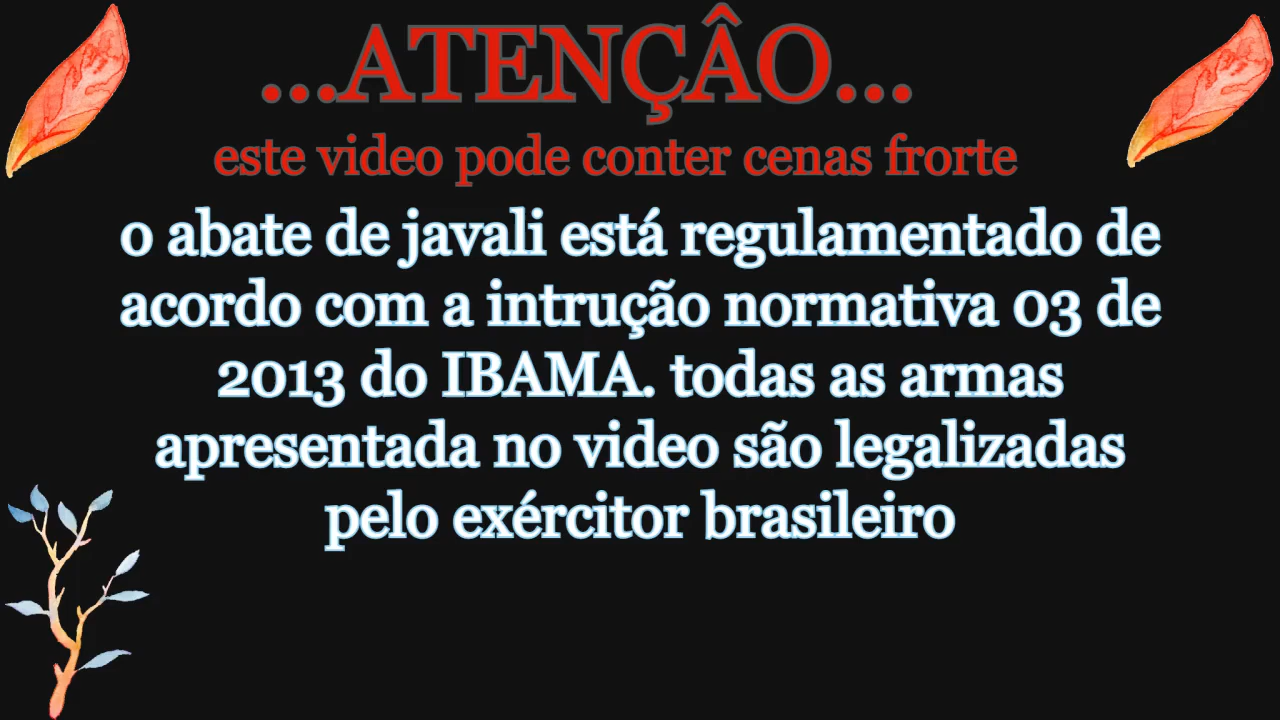 ...ATENÇÂO...
este video pode conter cenas frorte
o abate de javali está regulamentado de
acordo com a intrução normativa 03 de
2013 do IBAMA. todas as armas
apresentada no video são legalizadas
pelo exércitor brasileiro